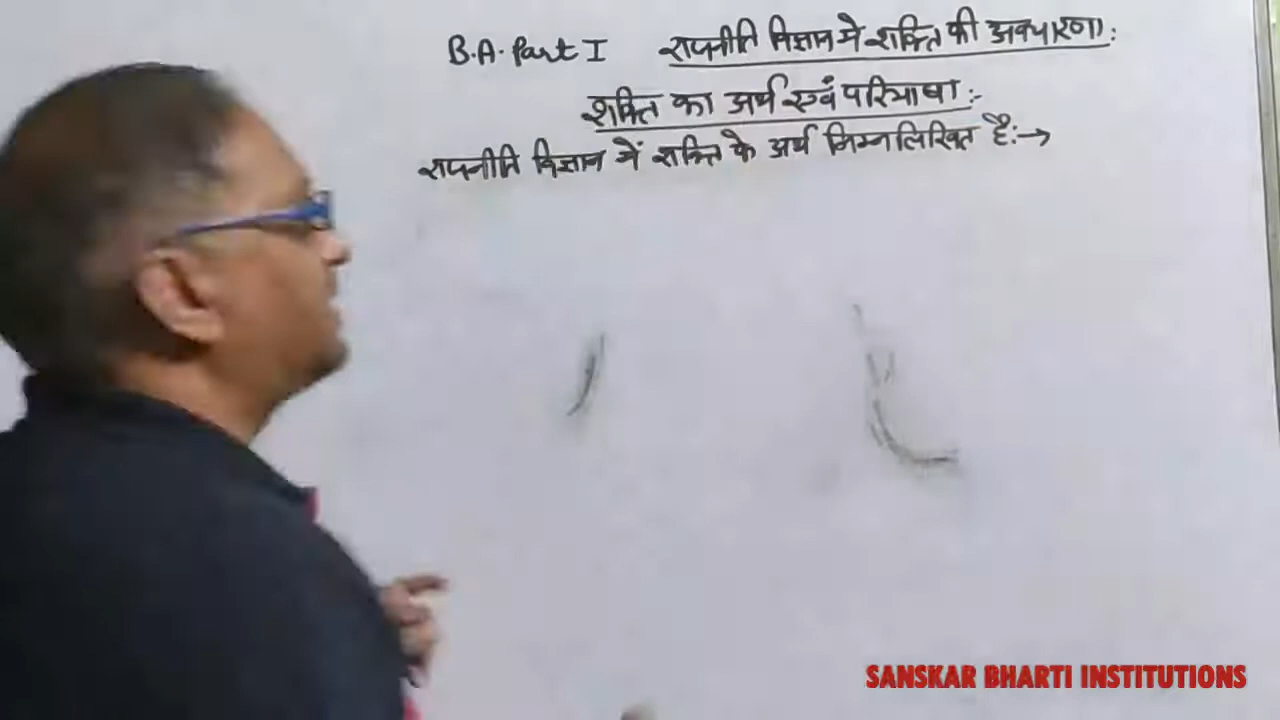 B.A. Part I राजनीति विज्ञान में शक्ति की अवधारणा:
शक्ति का अर्थ एवं परिभाषा :-
राजनीति विज्ञान में शक्ति के अर्थ निम्नलिखित है:→
SANSKAR BHARTI INSTITUTIONS